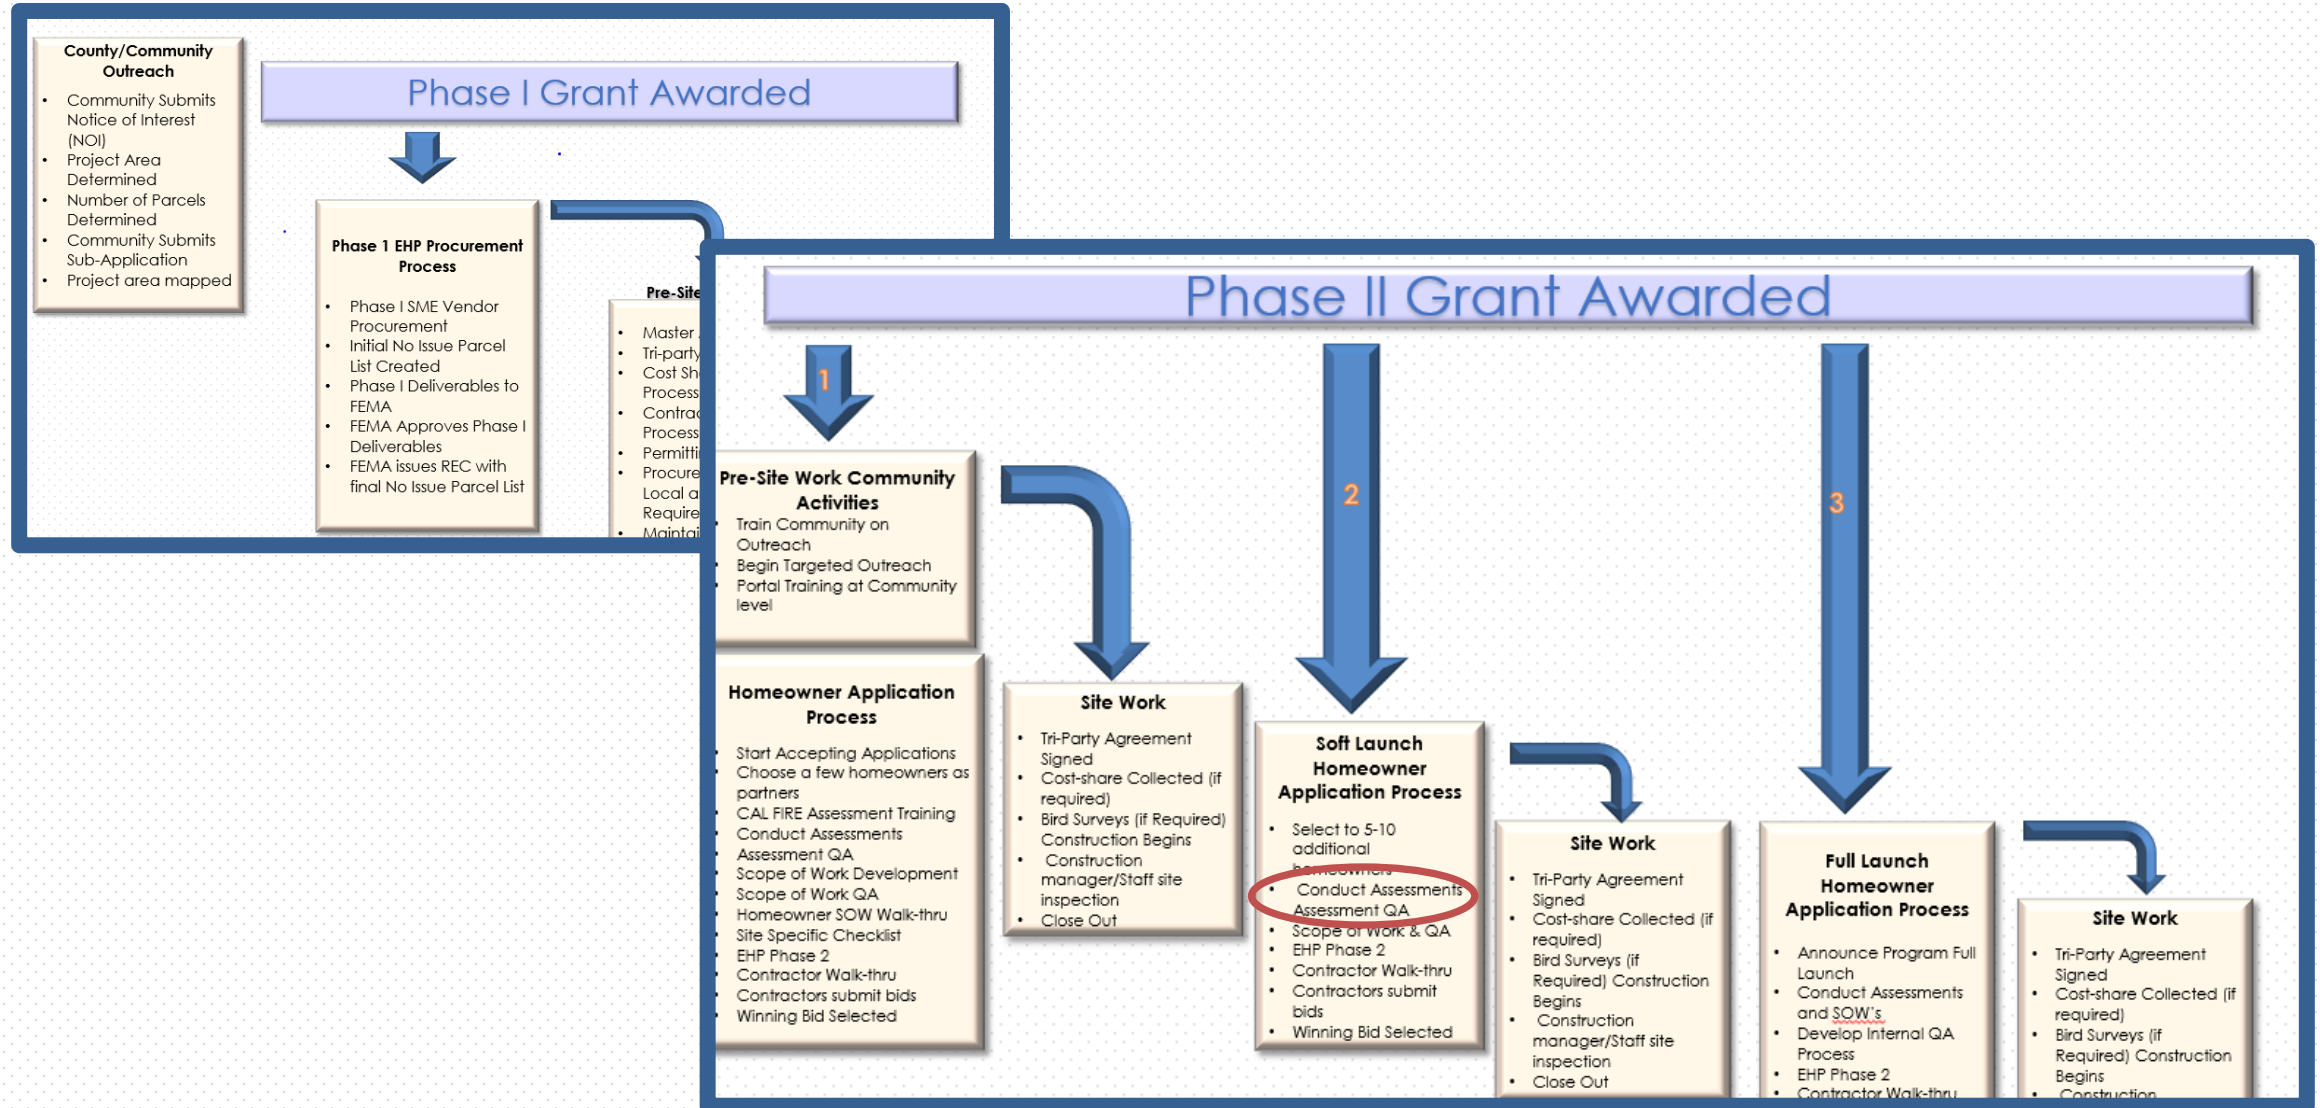 County/Community
Outreach
• Community Submits
Notice of Interest
(NOI)
• Project Area
Determined
• Number of Parcels
Determined
• Community Submits
Sub-Application
• Project area mapped
Phase I Grant Awarded
Phase 1 EHP Procurement
Process
• Phase I SME Vendor
Procurement
• Initial No Issue Parcel
List Created
• Phase I Deliverables to
FEMA
• FEMA Approves Phase I
Deliverables
• FEMA issues REC with
final No Issue Parcel List
Pre-Site
• Master
• Tri-party
• Cost Sh
Process
• Contrac
Process
• Permitti
• Procure
Local a
Require
• Maintai
Phase II Grant Awarded
1
Pre-Site Work Community
Activities
Train Community on
Outreach
Begin Targeted Outreach
Portal Training at Community
level
Homeowner Application
Process
Start Accepting Applications
Choose a few homeowners as
partners
CAL FIRE Assessment Training
Conduct Assessments
Assessment QA
Scope of Work Development
Scope of Work QA
Homeowner SOW Walk-thru
Site Specific Checklist
EHP Phase 2
Contractor Walk-thru
Contractors submit bids
Winning Bid Selected
Site Work
• Tri-Party Agreement
Signed
• Cost-share Collected (if
required)
• Bird Surveys (if Required)
Construction Begins
• Construction
manager/Staff site
inspection
• Close Out
2
Soft Launch
Homeowner
Application Process
• Select to 5-10
additional
homeowners
• Conduct Assessments
Assessment QA
• Scope of Work & QA
• EHP Phase 2
• Contractor Walk-thru
• Contractors submit
bids
• Winning Bid Selected
Site Work
• Tri-Party Agreement
Signed
• Cost-share Collected (if
required)
• Bird Surveys (if
Required) Construction
Begins
• Construction
manager/Staff site
inspection
• Close Out
3
Full Launch
Homeowner
Application Process
• Announce Program Full
Launch
• Conduct Assessments
and SOW's
• Develop Internal QA
Process
• EHP Phase 2
• Contractor Walk-thru
Site Work
• Tri-Party Agreement
Signed
• Cost-share Collected (if
required)
• Bird Surveys (if
Required) Construction
Begins
• Construction